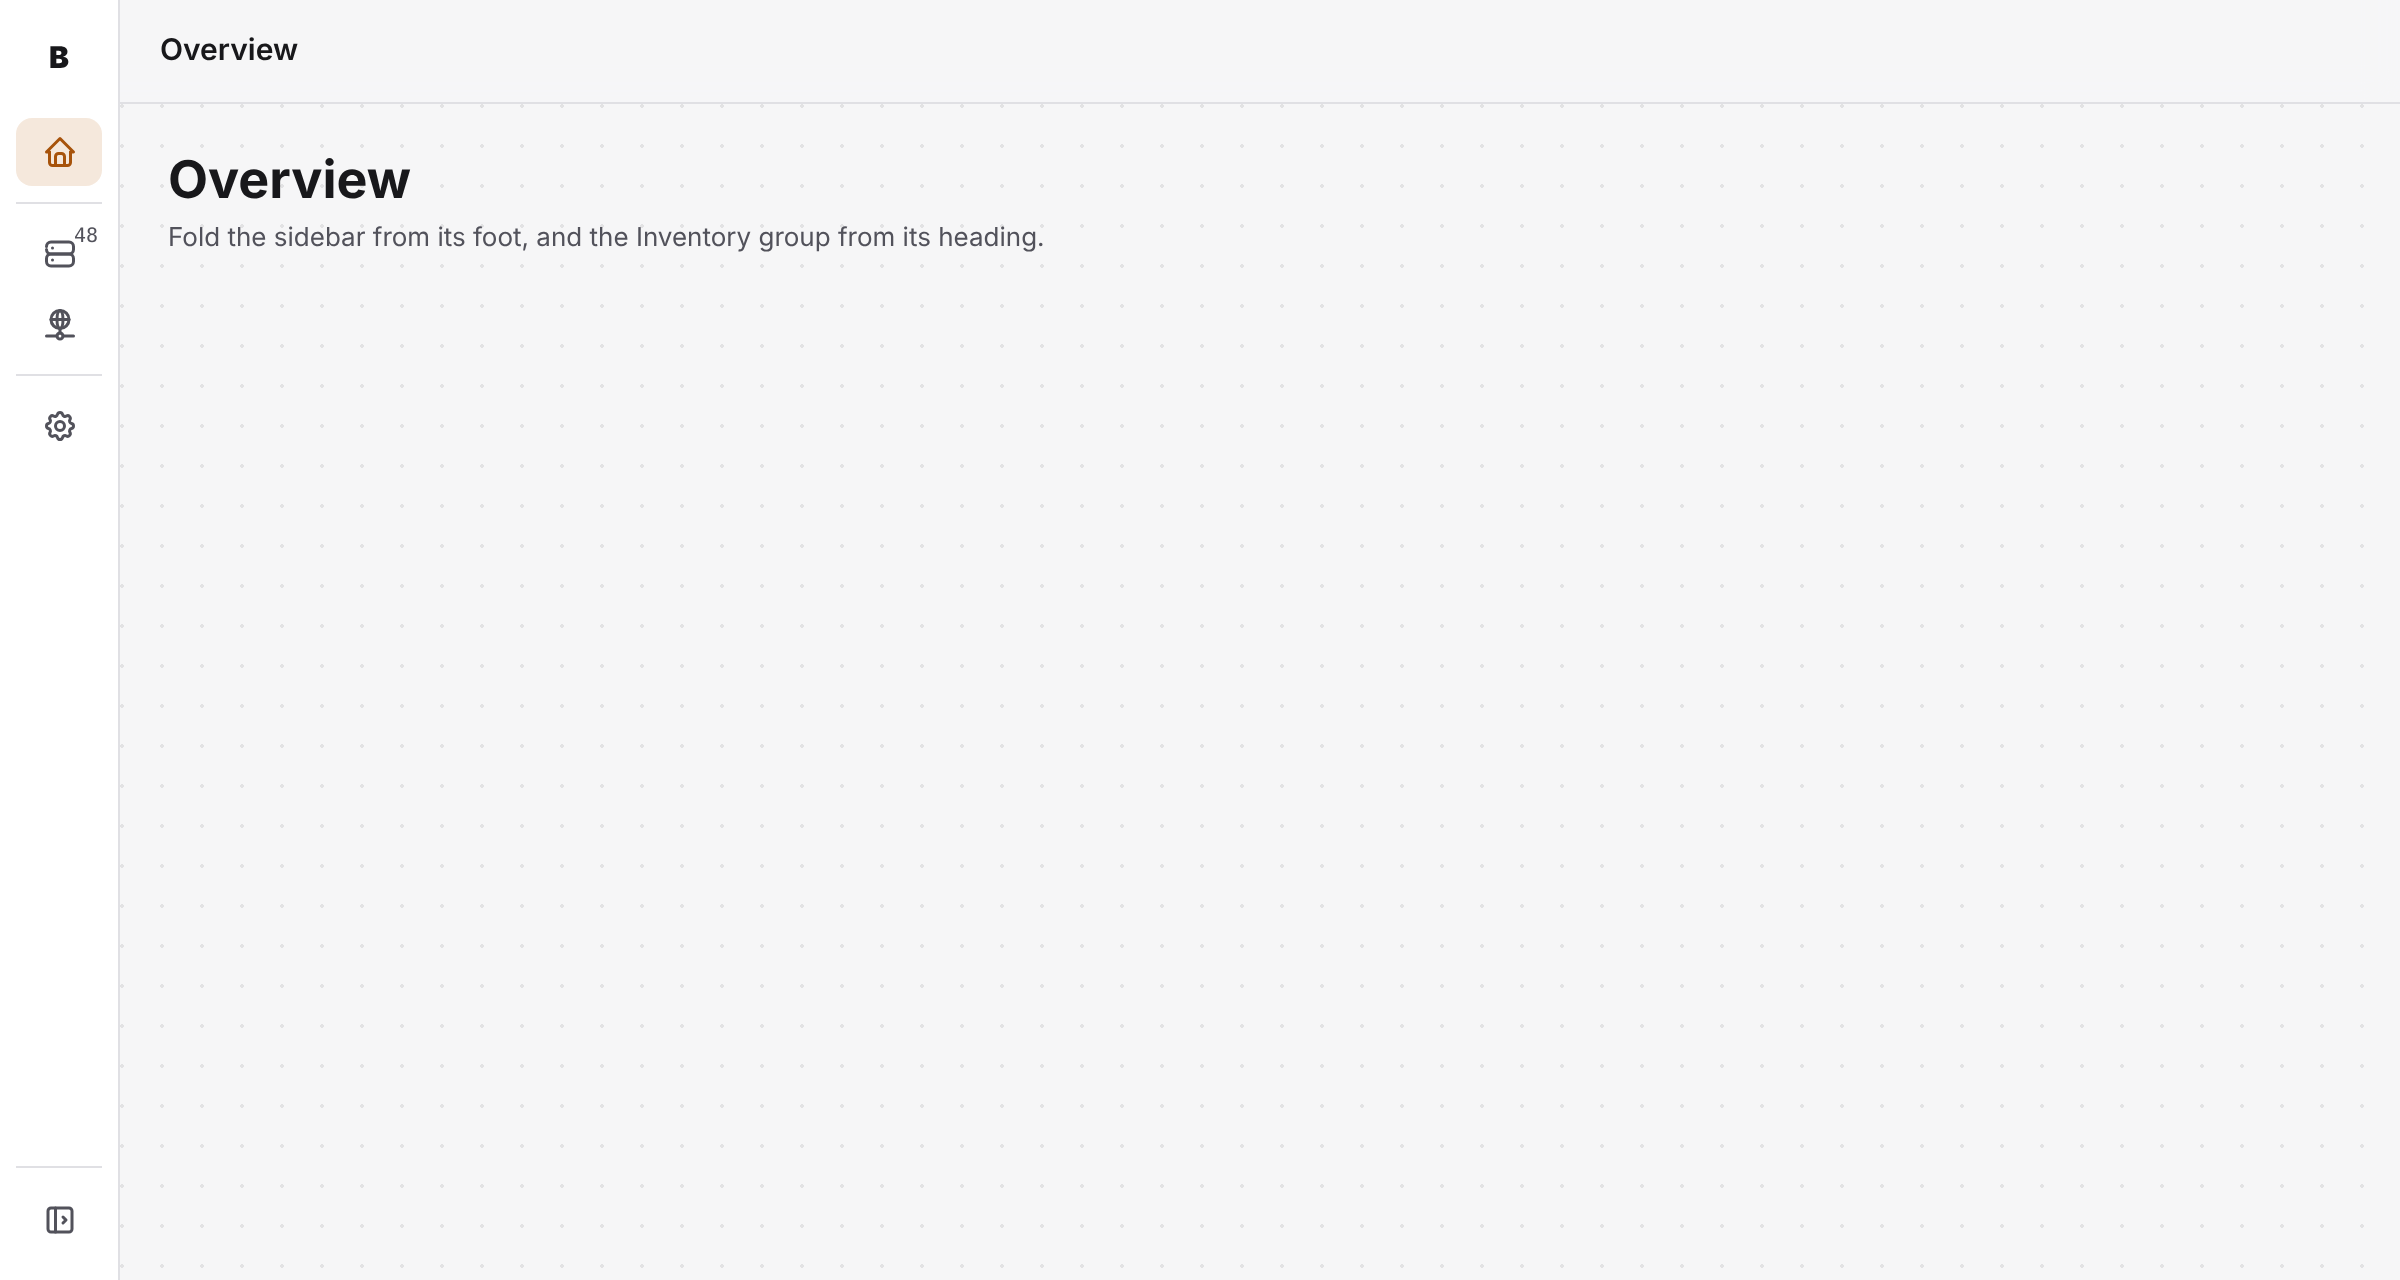 B
Overview
48
Overview
Fold the sidebar from its foot, and the Inventory group from its heading.